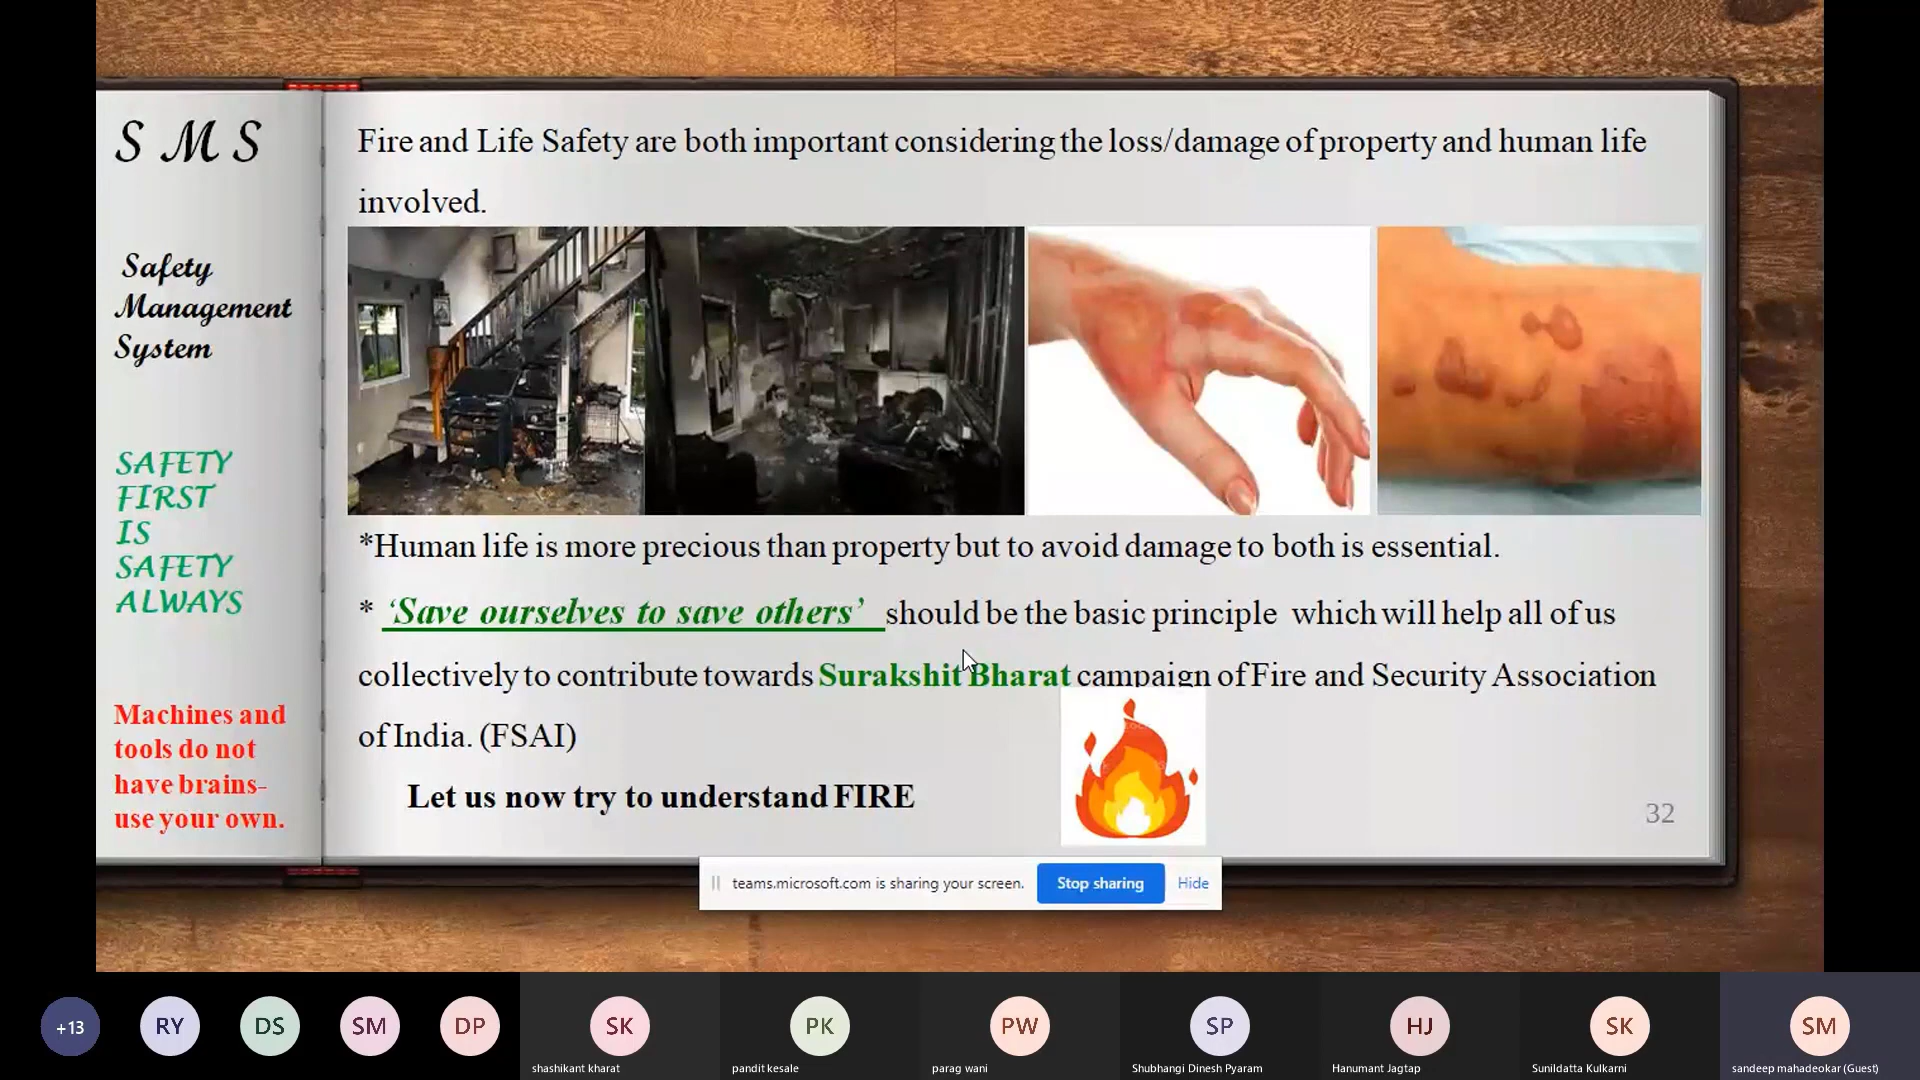 S M S
Safety
Management
System
SAFETY
FIRST
IS
SAFETY
ALWAYS
Machines and
tools do not
have brains-
use your own.
Fire and Life Safety are both important considering the loss/damage of property and human life
involved.
*Human life is more precious than property but to avoid damage to both is essential.
* ‘Save ourselves to save others’ should be the basic principle which will help all of us
collectively to contribute towards Surakshit Bharat campaign of Fire and Security Association
of India. (FSAI)
Let us now try to understand FIRE
32
teams.microsoft.com is sharing your screen. Stop sharing Hide
+13 RY DS SM DP SK PK PW SP HJ SK SM
shashikant kharat pandit kesale parag wani Shubhangi Dinesh Pyaram Hanumant Jagtap Sunildatta Kulkarni sandeep mahadeokar (Guest)